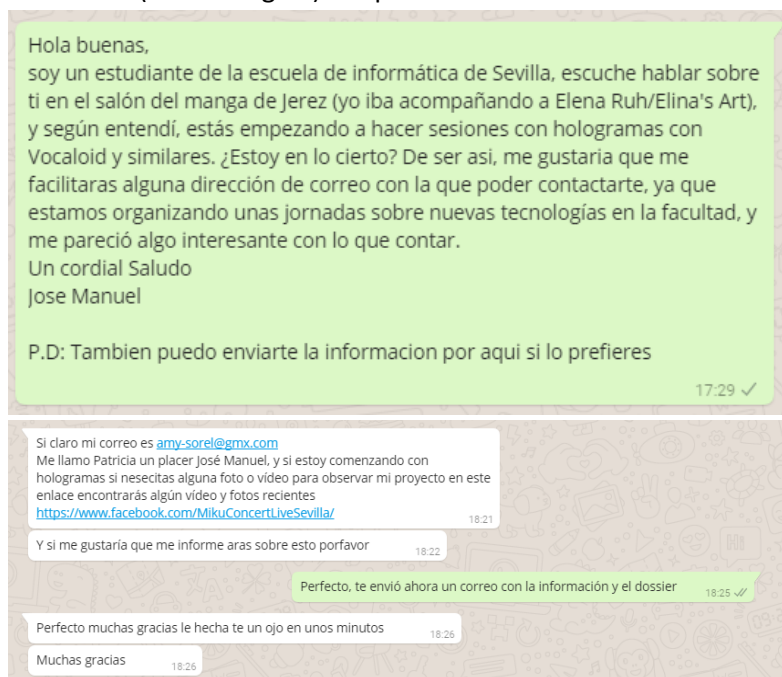 Hola buenas,
soy un estudiante de la escuela de informática de Sevilla, escuche hablar sobre
ti en el salón del manga de Jerez (yo iba acompañando a Elena Ruh/Elina's Art),
y según entendí, estás empezando a hacer sesiones con hologramas con
Vocaloid y similares. ¿Estoy en lo cierto? De ser asi, me gustaria que me
facilitaras alguna dirección de correo con la que poder contactarte, ya que
estamos organizando unas jornadas sobre nuevas tecnologías en la facultad, y
me pareció algo interesante con lo que contar.
Un cordial Saludo
Jose Manuel
P.D: Tambien puedo enviarte la informacion por aqui si lo prefieres
17:29
Si claro mi correo es amy-sorel@gmx.com
Me llamo Patricia un placer José Manuel, y si estoy comenzando con
hologramas si nesecitas alguna foto o vídeo para observar mi proyecto en este
enlace encontrarás algún vídeo y fotos recientes
https://www.facebook.com/MikuConcertLiveSevilla/
18:21
Y si me gustaría que me informe aras sobre esto porfavor
18:22
Perfecto, te envió ahora un correo con la información y el dossier
18:25
Perfecto muchas gracias le hecha te un ojo en unos minutos
18:26
Muchas gracias
18:26